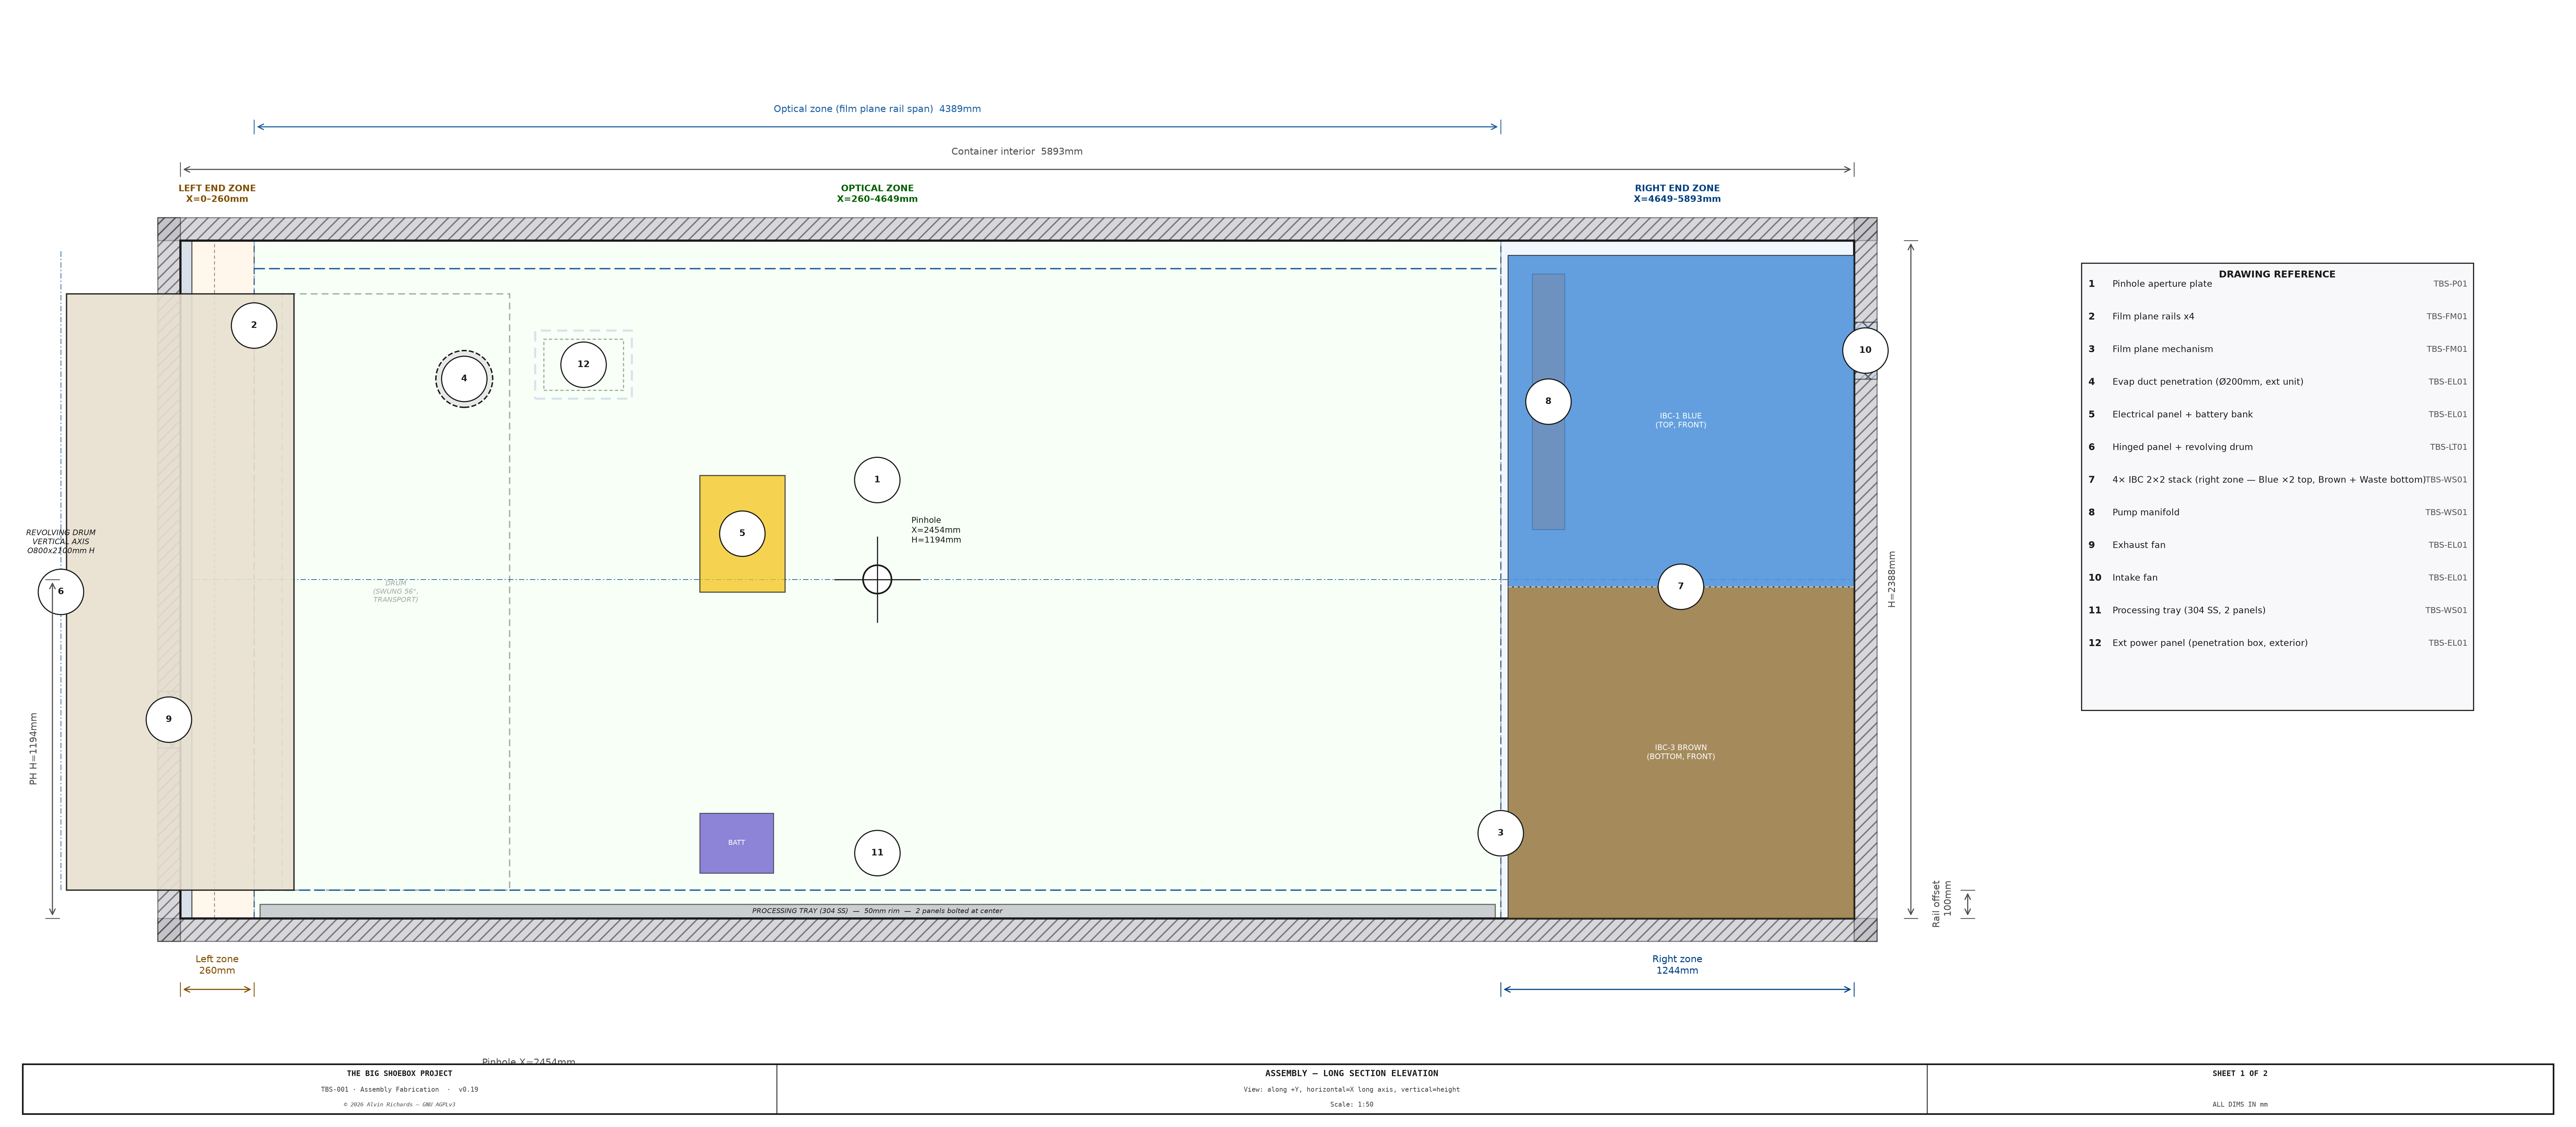 Optical zone (film plane rail span)  4389mm
Container interior  5893mm
LEFT END ZONE
X=0–260mm
OPTICAL ZONE
X=260–4649mm
RIGHT END ZONE
X=4649–5893mm
2
4
12
1
5
Pinhole
X=2454mm
H=1194mm
REVOLVING DRUM
VERTICAL AXIS
O800x2100mm H
6
DRUM
(SWUNG 56°,
TRANSPORT)
9
PH H=1194mm
BATT
11
PROCESSING TRAY (304 SS)  —  50mm rim  —  2 panels bolted at center
8
IBC-1 BLUE
(TOP, FRONT)
10
7
IBC-3 BROWN
(BOTTOM, FRONT)
3
H=2388mm
Rail offset
100mm
Left zone
260mm
Right zone
1244mm
DRAWING REFERENCE
1 Pinhole aperture plate TBS-P01
2 Film plane rails x4 TBS-FM01
3 Film plane mechanism TBS-FM01
4 Evap duct penetration (Ø200mm, ext unit) TBS-EL01
5 Electrical panel + battery bank TBS-EL01
6 Hinged panel + revolving drum TBS-LT01
7 4× IBC 2×2 stack (right zone — Blue ×2 top, Brown + Waste bottom) TBS-WS01
8 Pump manifold TBS-WS01
9 Exhaust fan TBS-EL01
10 Intake fan TBS-EL01
11 Processing tray (304 SS, 2 panels) TBS-WS01
12 Ext power panel (penetration box, exterior) TBS-EL01
Pinhole X=2454mm
THE BIG SHOEBOX PROJECT
TBS-001 · Assembly Fabrication  ·  v0.19
© 2026 Alvin Richards — GNU AGPLv3
ASSEMBLY — LONG SECTION ELEVATION
View: along +Y, horizontal=X long axis, vertical=height
Scale: 1:50
SHEET 1 OF 2
ALL DIMS IN mm